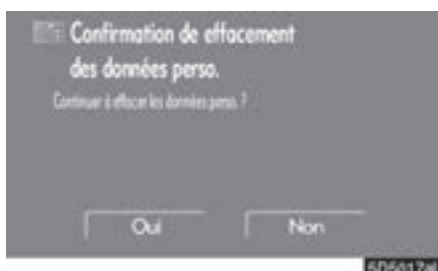 Confirmation de effacement
des données perso.
Continuer à effacer les données perso. ?
Oui Non